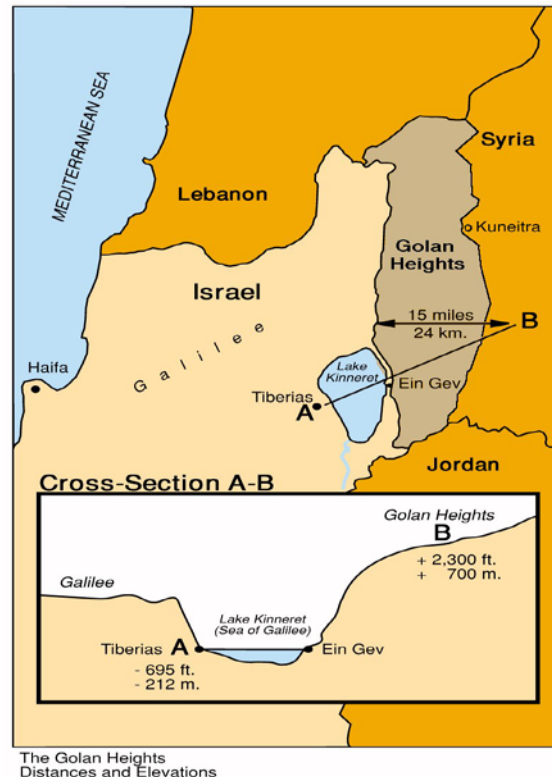 MEDITERRANEAN SEA
Lebanon
Syria
Kuneitra
Golan
Heights
Israel
15 miles
24 km.
B
Galilee
Haifa
Lake
Kinneret
Tiberias
A
Ein Gev
Jordan
Cross-Section A-B
Golan Heights
B
+ 2,300 ft.
+ 700 m.
Galilee
Lake Kinneret
(Sea of Galilee)
Tiberias A
Ein Gev
- 695 ft.
- 212 m.
The Golan Heights
Distances and Elevations